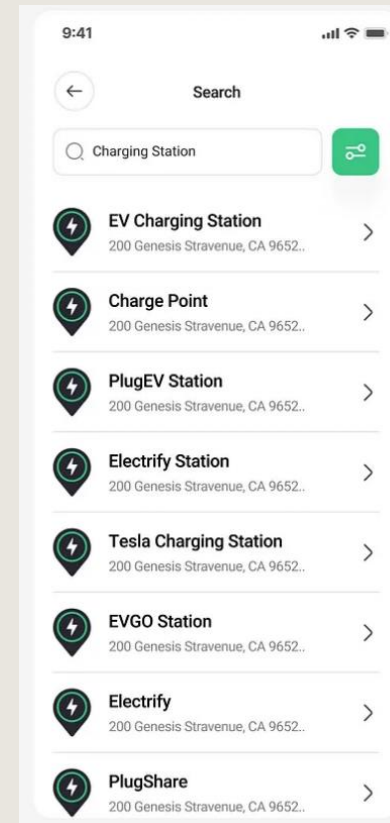 9:41
Search
Charging Station
EV Charging Station
200 Genesis Stravenue, CA 9652..
Charge Point
200 Genesis Stravenue, CA 9652..
PlugEV Station
200 Genesis Stravenue, CA 9652..
Electrify Station
200 Genesis Stravenue, CA 9652..
Tesla Charging Station
200 Genesis Stravenue, CA 9652..
EVGO Station
200 Genesis Stravenue, CA 9652..
Electrify
200 Genesis Stravenue, CA 9652..
PlugShare
200 Genesis Stravenue, CA 9652..